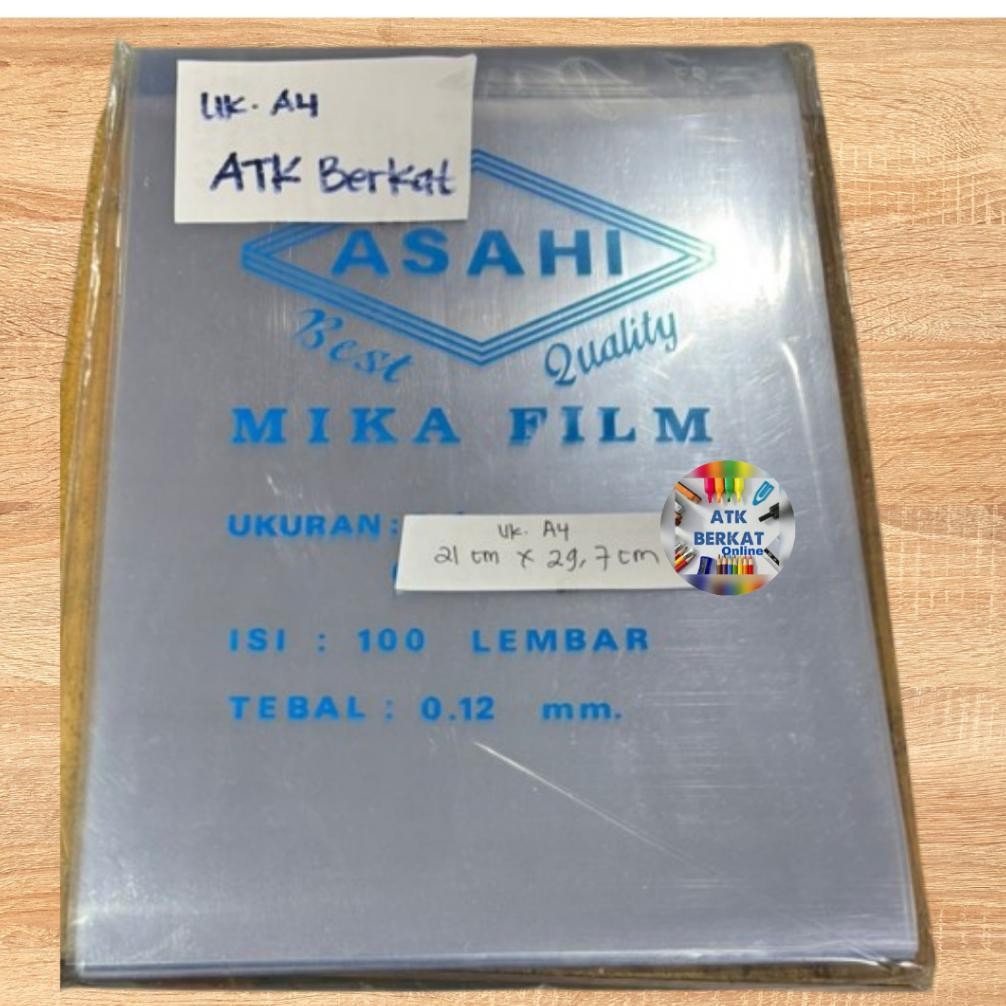 UK. A4
ATK Berkat
ASAHI
Best Quality
MIKA FILM
UKURAN:
Uk. A4
21 cm x 29,7 cm
ATK
BERKAT
Online
ISI : 100 LEMBAR
TEBAL : 0.12 mm.